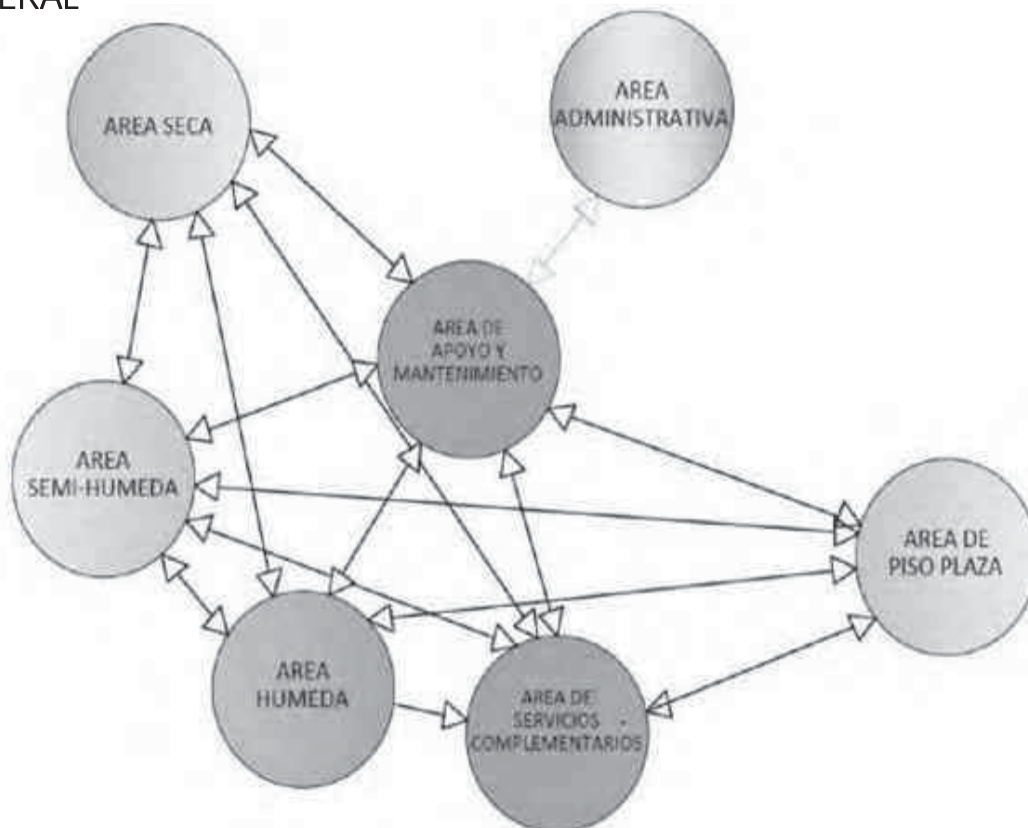 ERAL
AREA SECA
AREA
ADMINISTRATIVA
AREA DE
APOYO Y
MANTENIMIENTO
AREA
SEMI-HUMEDA
AREA DE
PISO PLAZA
AREA
HUMEDA
AREA DE
SERVICIOS
COMPLEMENTARIOS